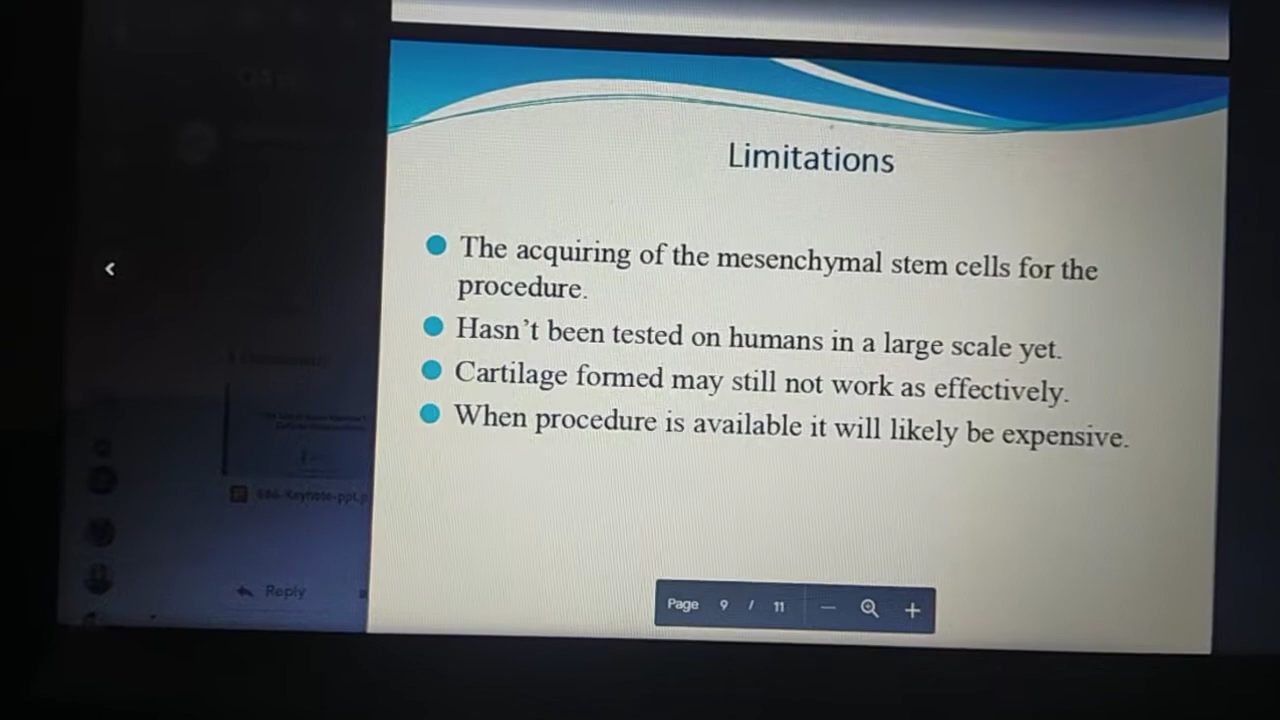 Limitations
The acquiring of the mesenchymal stem cells for the
procedure.
Hasn't been tested on humans in a large scale yet.
Cartilage formed may still not work as effectively.
When procedure is available it will likely be expensive.
Reply
Page 9 / 11